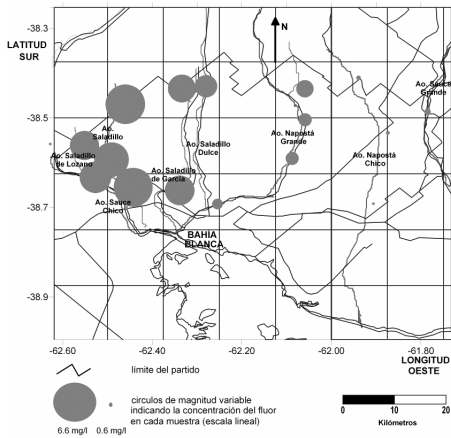 -38.3
LATITUD
SUR
N
-38.5
Ao. Sauce
Grande
Ao.
Saladillo
Ao. Saladillo
de Lozano
Ao. Saladillo
Dulce
Ao. Napostá
Grande
Ao. Napostá
Chico
Ao. Saladillo
de García
Ao. Sauce
Chico
-38.7
BAHÍA
BLANCA
-38.9
-62.60
-62.40
-62.20
-62.00
-61.80
LONGITUD
OESTE
límite del partido
circulos de magnitud variable
indicando la concentración del fluor
en cada muestra (escala lineal)
6.6 mg/l
0.6 mg/l
0
10
20
Kilómetros